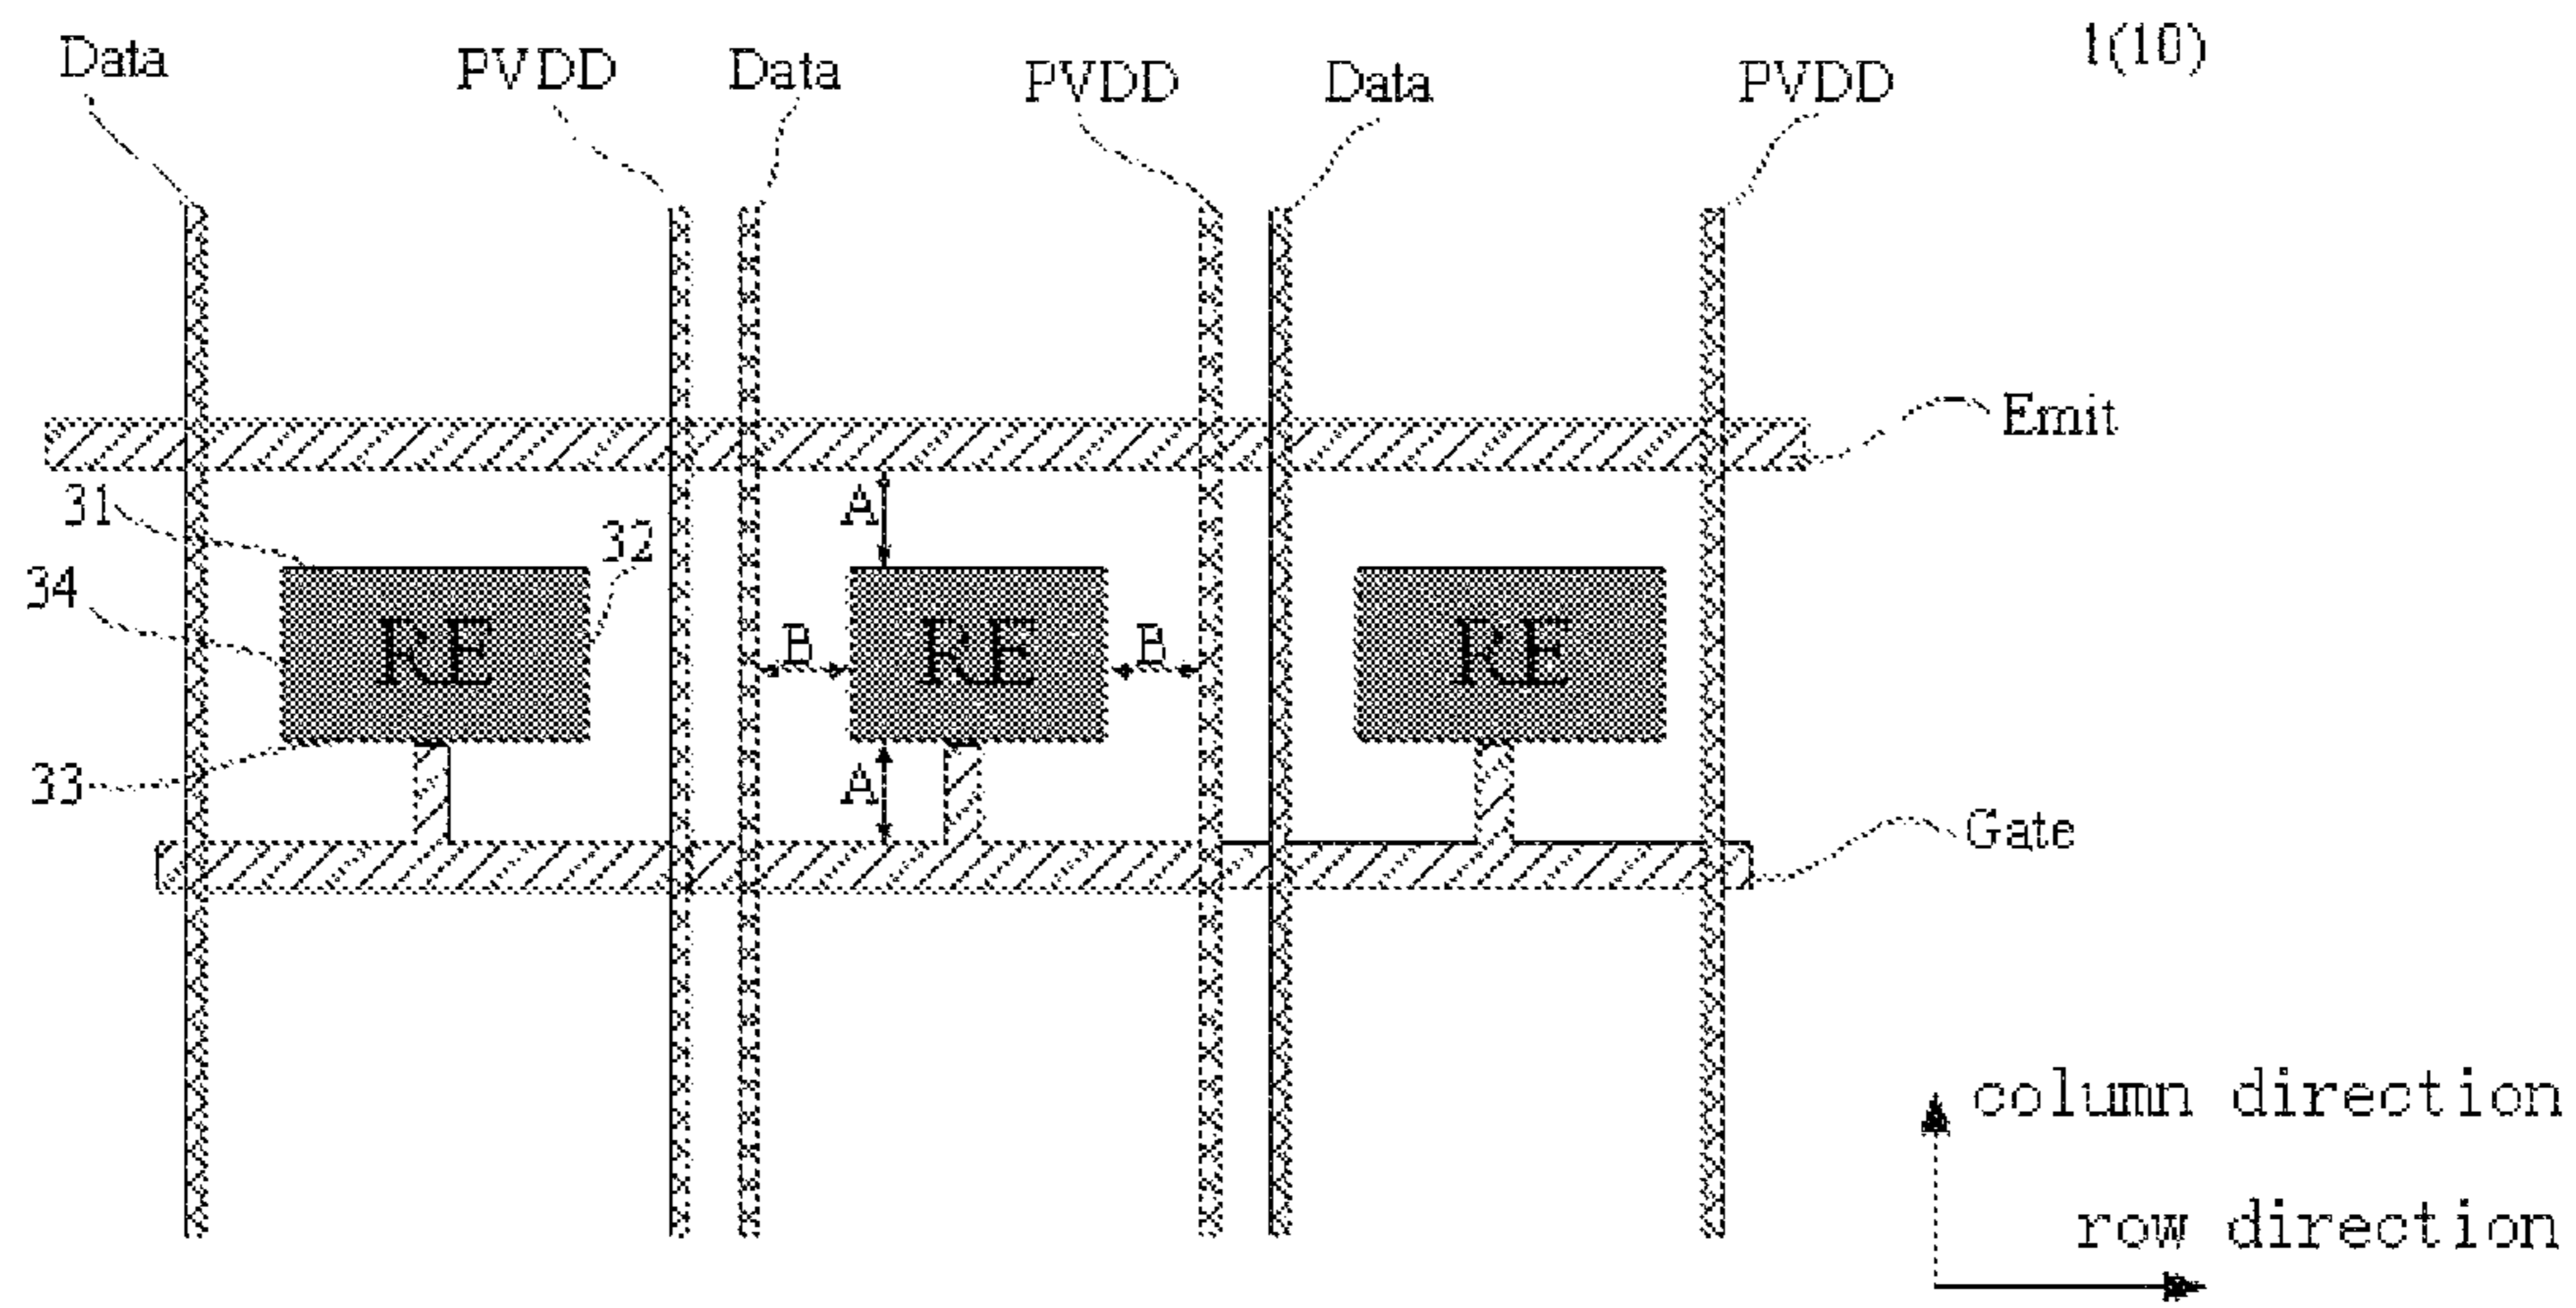 Data PVDD Data PVDD Data PVDD 1(10)
Emit
31
32
34
A
RE RE RE
B B
33
A
Gate
column direction
row direction